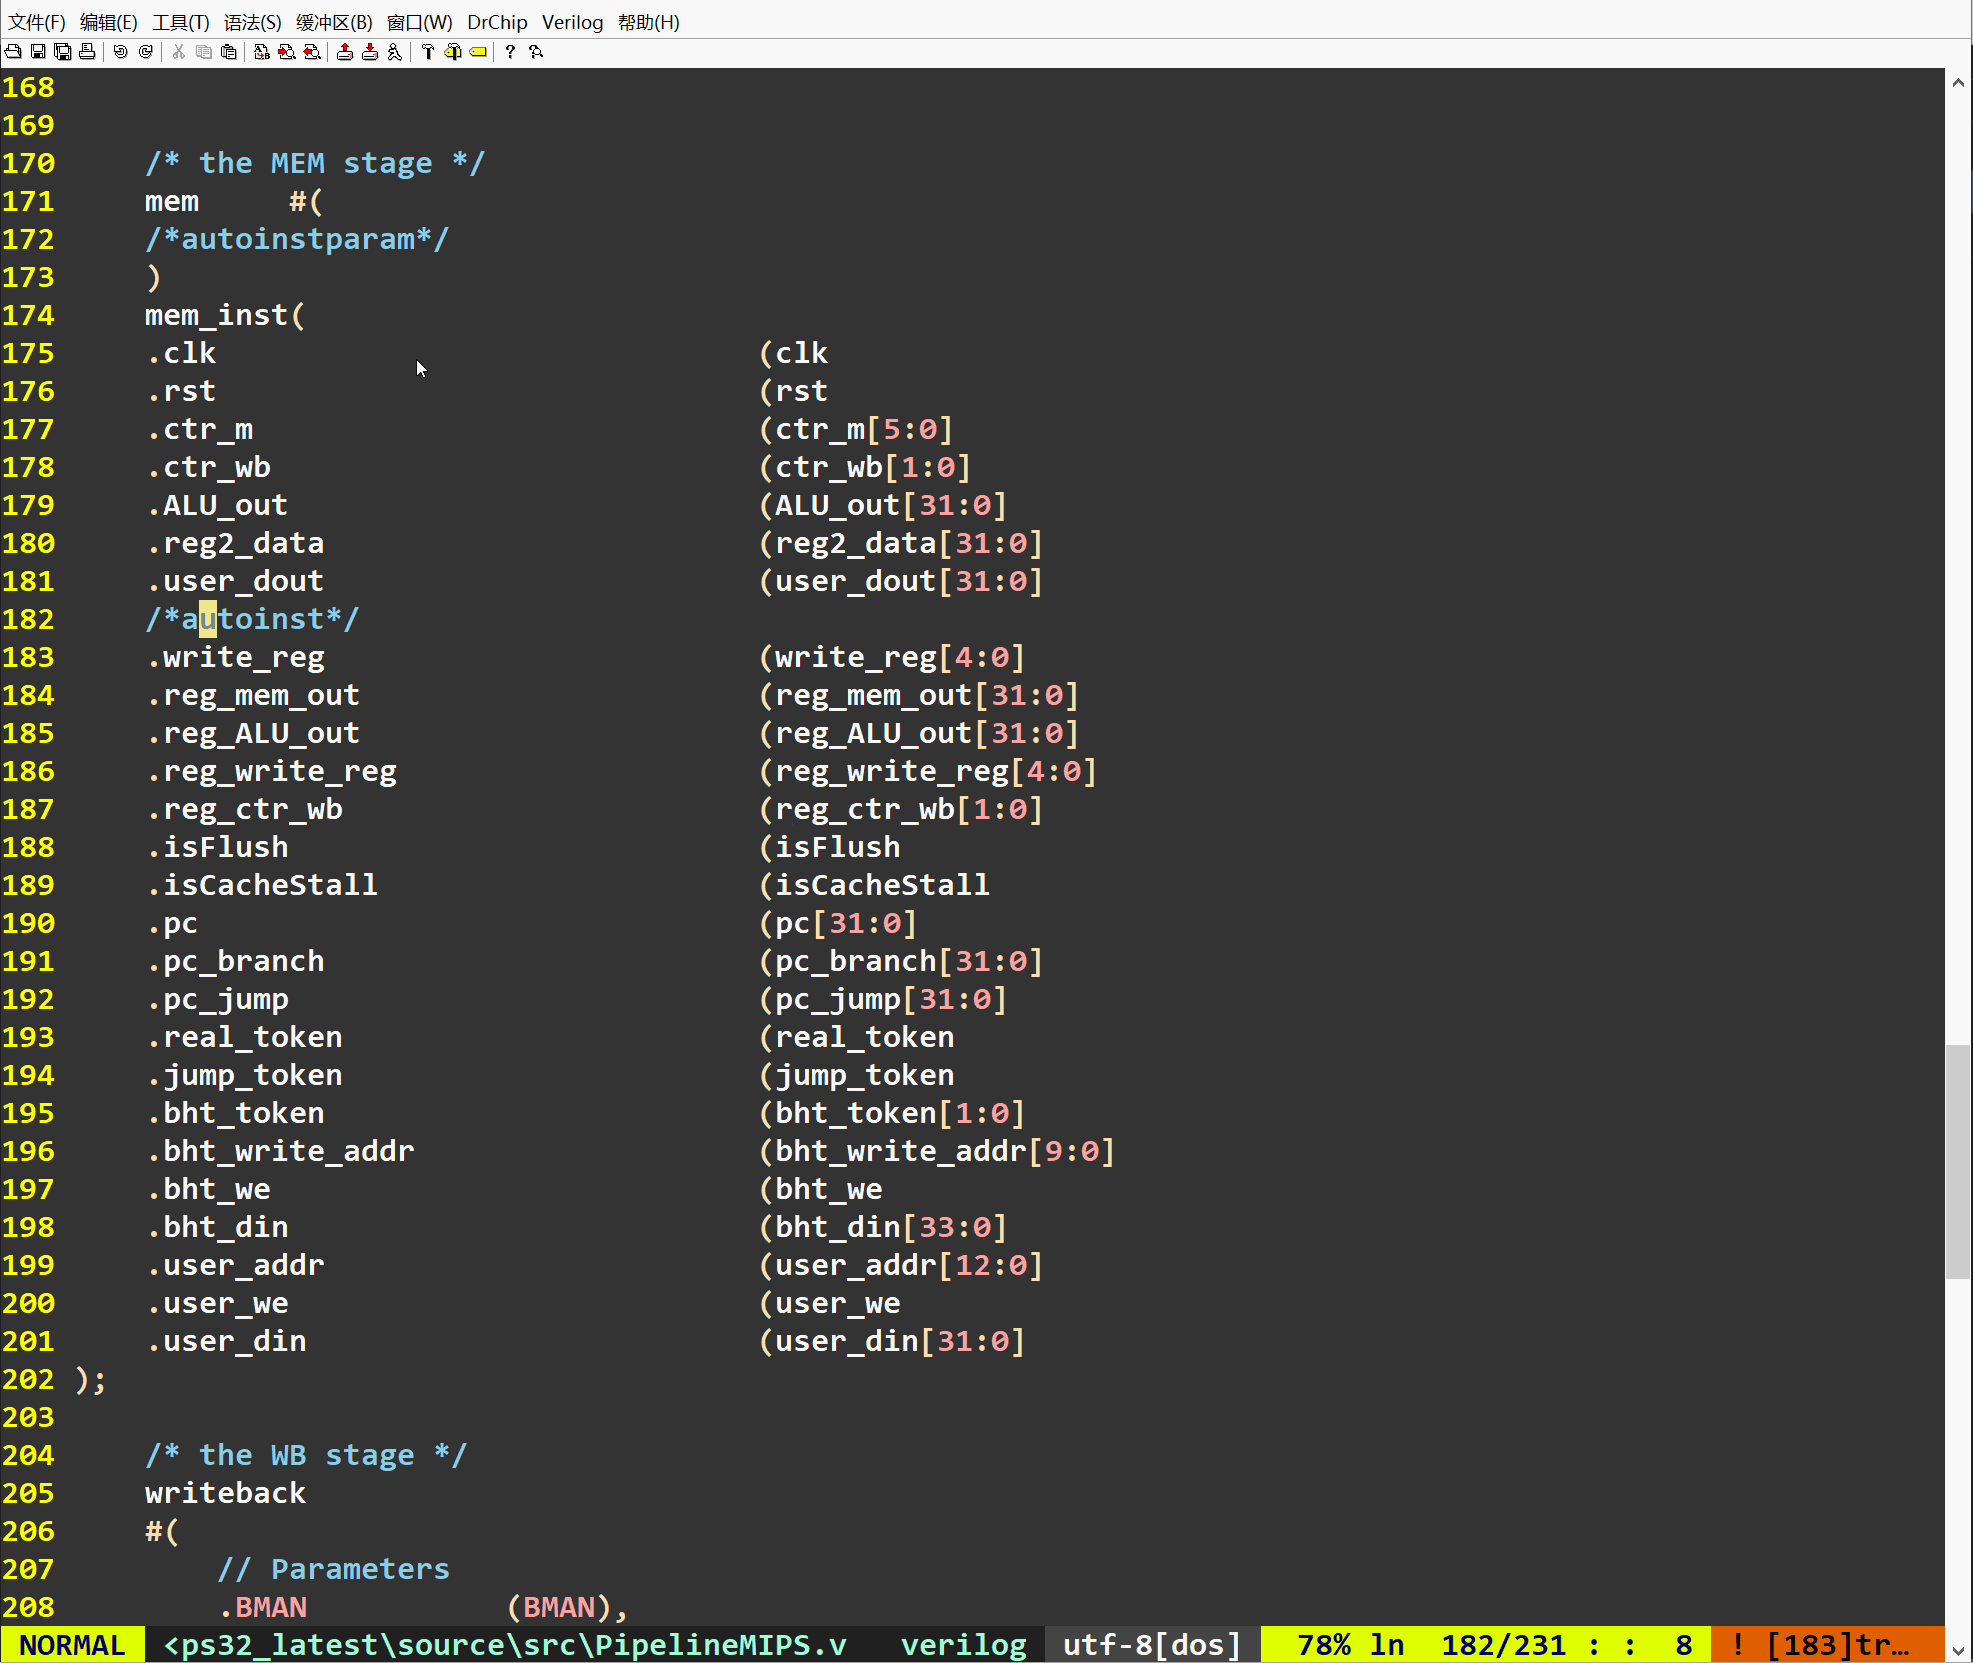 文件(F) 编辑(E) 工具(T) 语法(S) 缓冲区(B) 窗口(W) DrChip Verilog 帮助(H)
168
169
170 /* the MEM stage */
171 mem #(
172 /*autoinstparam*/
173 )
174 mem_inst(
175 .clk (clk
176 .rst (rst
177 .ctr_m (ctr_m[5:0]
178 .ctr_wb (ctr_wb[1:0]
179 .ALU_out (ALU_out[31:0]
180 .reg2_data (reg2_data[31:0]
181 .user_dout (user_dout[31:0]
182 /*autoinst*/
183 .write_reg (write_reg[4:0]
184 .reg_mem_out (reg_mem_out[31:0]
185 .reg_ALU_out (reg_ALU_out[31:0]
186 .reg_write_reg (reg_write_reg[4:0]
187 .reg_ctr_wb (reg_ctr_wb[1:0]
188 .isFlush (isFlush
189 .isCacheStall (isCacheStall
190 .pc (pc[31:0]
191 .pc_branch (pc_branch[31:0]
192 .pc_jump (pc_jump[31:0]
193 .real_token (real_token
194 .jump_token (jump_token
195 .bht_token (bht_token[1:0]
196 .bht_write_addr (bht_write_addr[9:0]
197 .bht_we (bht_we
198 .bht_din (bht_din[33:0]
199 .user_addr (user_addr[12:0]
200 .user_we (user_we
201 .user_din (user_din[31:0]
202 );
203
204 /* the WB stage */
205 writeback
206 #(
207 // Parameters
208 .BMAN (BMAN),
NORMAL <ps32_latest\source\src\PipelineMIPS.v verilog utf-8[dos] 78% ln 182/231 : : 8 ! [183]tr…